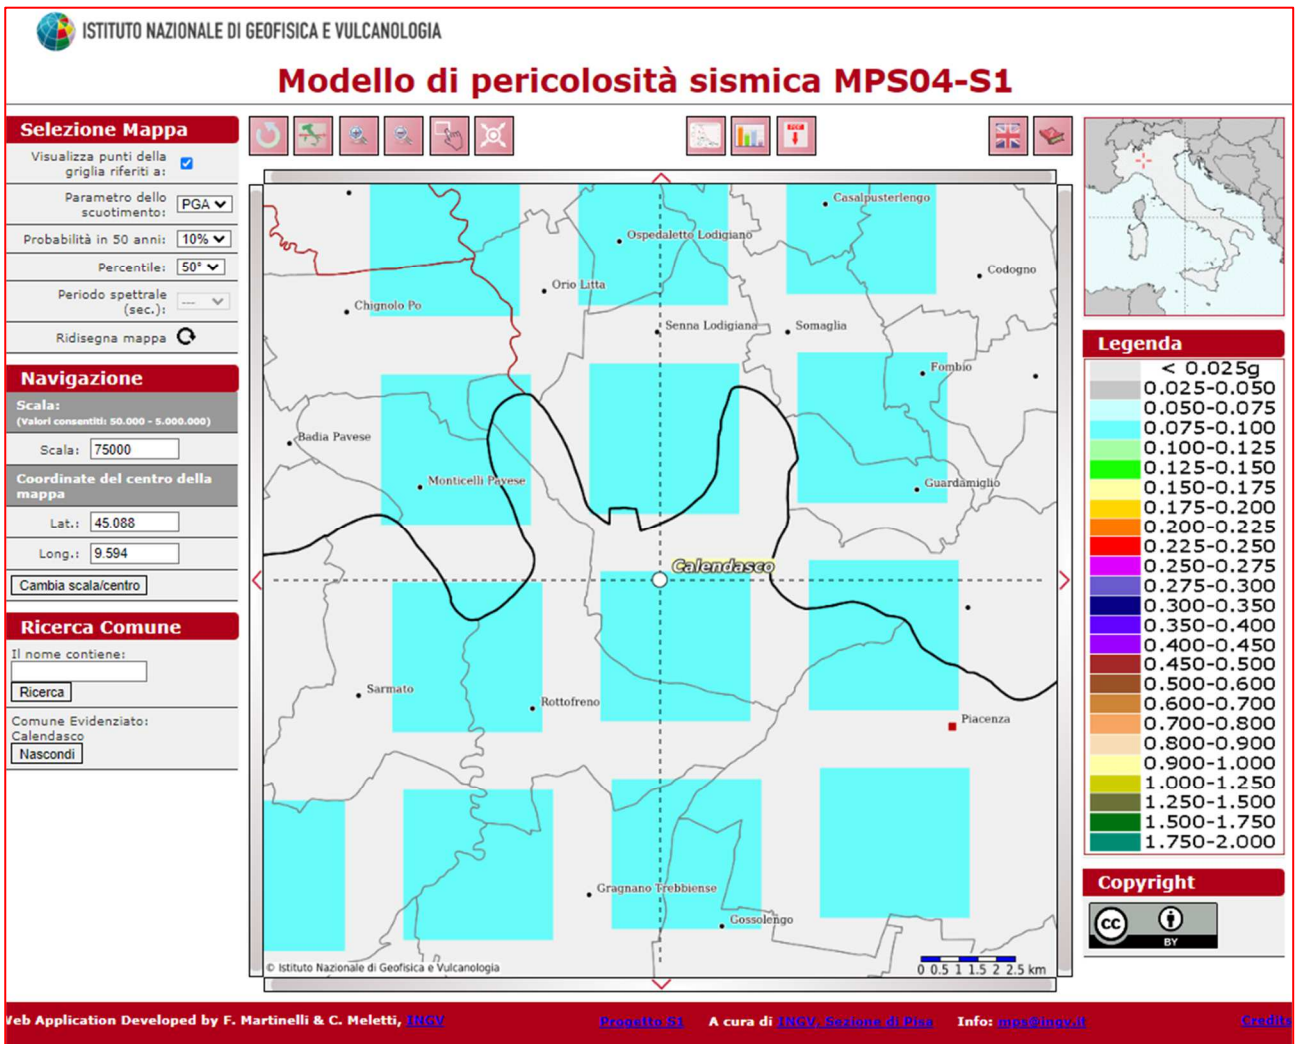 ISTITUTO NAZIONALE DI GEOFISICA E VULCANOLOGIA
Modello di pericolosità sismica MPS04-S1
Selezione Mappa
Visualizza punti della
griglia riferiti a:
Parametro dello
scuotimento:
PGA
Probabilità in 50 anni:
10%
Percentile:
50°
Periodo spettrale
(sec.):
---
Ridisegna mappa
Navigazione
Scala:
(Valori consentiti: 50.000 - 5.000.000)
Scala:
75000
Coordinate del centro della
mappa
Lat.:
45.088
Long.:
9.594
Cambia scala/centro
Ricerca Comune
Il nome contiene:
Ricerca
Comune Evidenziato:
Calendasco
Nascondi
PDF
Casalpusterlengo
Ospedaletto Lodigiano
Codogno
Orio Litta
Chignolo Po
Senna Lodigiana
Somaglia
Fombio
Badia Pavese
Monticelli Pavese
Guardamiglio
Calendasco
Sarmato
Rottofreno
Piacenza
Gragnano Trebbiense
Gossolengo
© Istituto Nazionale di Geofisica e Vulcanologia
0 0.5 1 1.5 2 2.5 km
Legenda
< 0.025g
0.025-0.050
0.050-0.075
0.075-0.100
0.100-0.125
0.125-0.150
0.150-0.175
0.175-0.200
0.200-0.225
0.225-0.250
0.250-0.275
0.275-0.300
0.300-0.350
0.350-0.400
0.400-0.450
0.450-0.500
0.500-0.600
0.600-0.700
0.700-0.800
0.800-0.900
0.900-1.000
1.000-1.250
1.250-1.500
1.500-1.750
1.750-2.000
Copyright
cc
BY
Web Application Developed by F. Martinelli & C. Meletti, INGV
Progetto S1
A cura di INGV, Sezione di Pisa
Info: mps@ingv.it
Credits